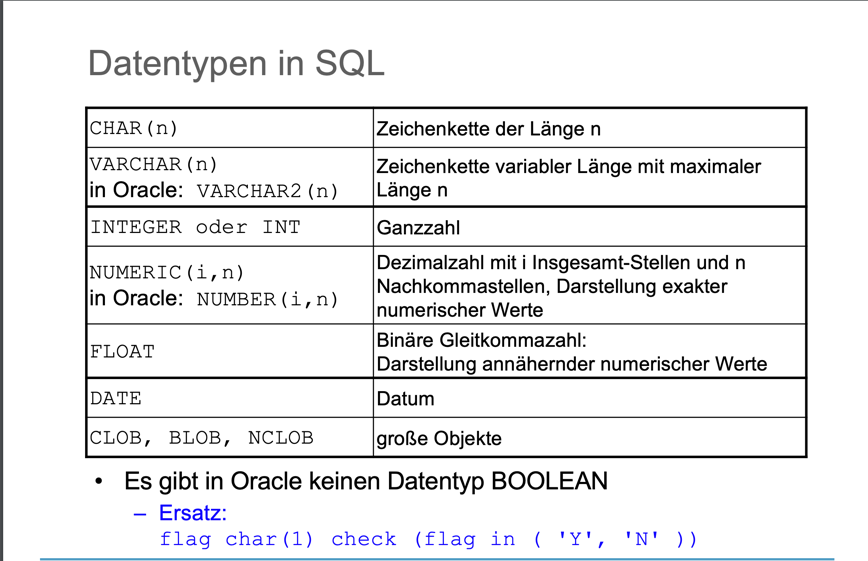 Datentypen in SQL
CHAR(n)
Zeichenkette der Länge n
VARCHAR(n)
in Oracle: VARCHAR2(n)
Zeichenkette variabler Länge mit maximaler
Länge n
INTEGER oder INT
Ganzzahl
NUMERIC(i,n)
in Oracle: NUMBER(i,n)
Dezimalzahl mit i Insgesamt-Stellen und n
Nachkommastellen, Darstellung exakter
numerischer Werte
FLOAT
Binäre Gleitkommazahl:
Darstellung annähernder numerischer Werte
DATE
Datum
CLOB, BLOB, NCLOB
große Objekte
• Es gibt in Oracle keinen Datentyp BOOLEAN
– Ersatz:
flag char(1) check (flag in ( 'Y', 'N' ))